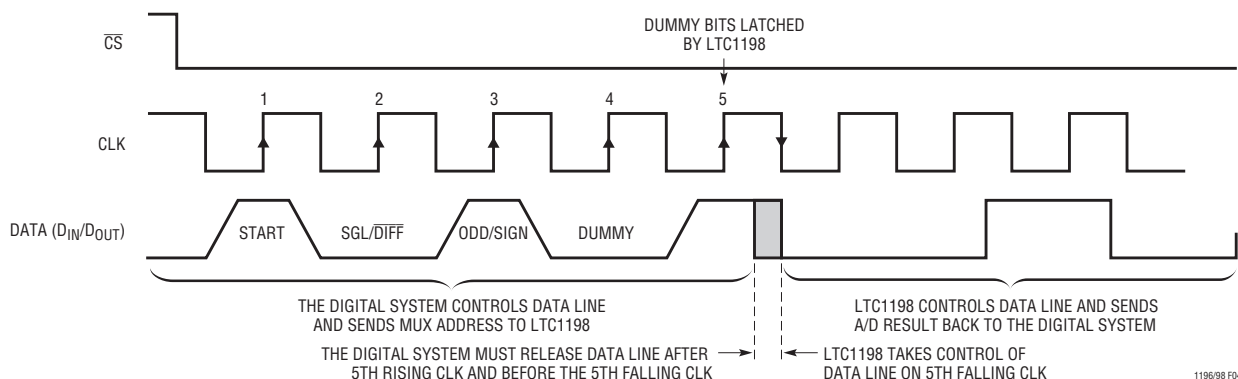 DUMMY BITS LATCHED
BY LTC1198
CS
1 2 3 4 5
CLK
DATA (DIN/DOUT)
START SGL/DIFF ODD/SIGN DUMMY
THE DIGITAL SYSTEM CONTROLS DATA LINE
AND SENDS MUX ADDRESS TO LTC1198
LTC1198 CONTROLS DATA LINE AND SENDS
A/D RESULT BACK TO THE DIGITAL SYSTEM
THE DIGITAL SYSTEM MUST RELEASE DATA LINE AFTER
5TH RISING CLK AND BEFORE THE 5TH FALLING CLK
LTC1198 TAKES CONTROL OF
DATA LINE ON 5TH FALLING CLK